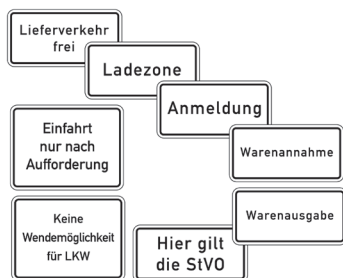 Lieferverkehr
frei
Ladezone
Anmeldung
Einfahrt
nur nach
Aufforderung
Warenannahme
Keine
Wendemöglichkeit
für LKW
Warenausgabe
Hier gilt
die StVO